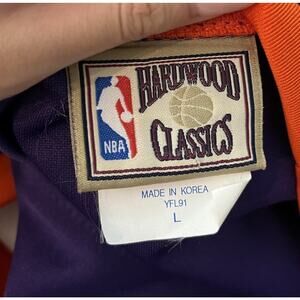 HARDWOOD
CLASSICS
NBA
MADE IN KOREA
YFL91
L